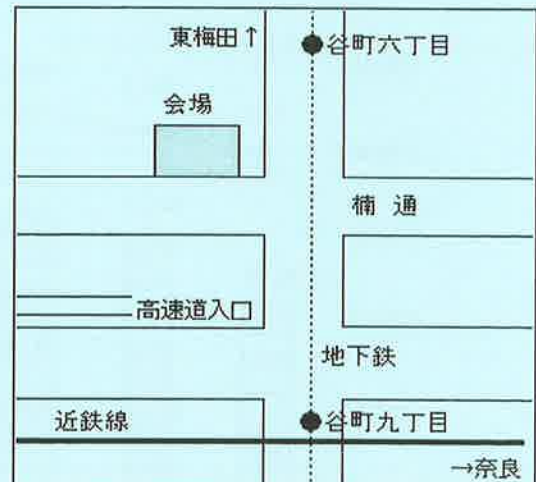 東梅田↑
谷町六丁目
会場
楠通
高速道入口
地下鉄
近鉄線
谷町九丁目
→奈良